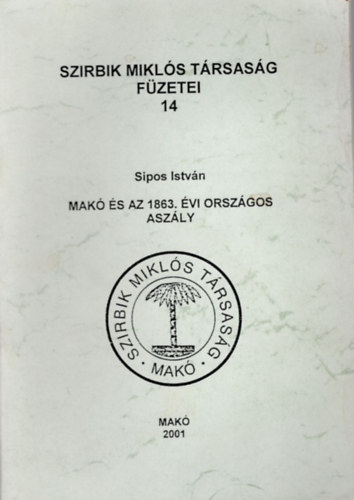 SZIRBIK MIKLÓS TÁRSASÁG
FÜZETEI
14
Sipos István
MAKÓ ÉS AZ 1863. ÉVI ORSZÁGOS
ASZÁLY
SZIRBIK MIKLÓS TÁRSASÁG
· MAKÓ ·
MAKÓ
2001